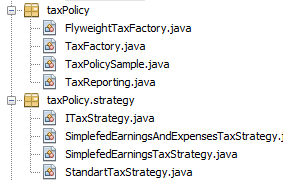 taxPolicy
FlyweightTaxFactory.java
TaxFactory.java
TaxPolicySample.java
TaxReporting.java
taxPolicy.strategy
ITaxStrategy.java
SimplefedEarningsAndExpensesTaxStrategy.j
SimplefedEarningsTaxStrategy.java
StandartTaxStrategy.java